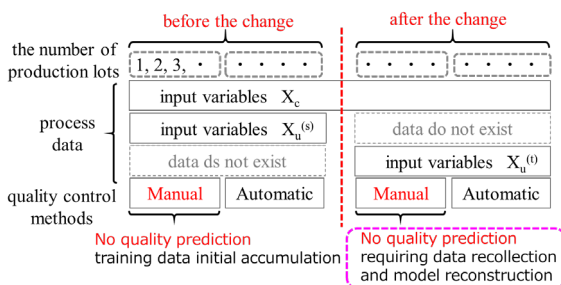 before the change
after the change
the number of
production lots
1, 2, 3, · · · · ·
· · · · · · · ·
process
data
input variables X_c
input variables X_u^(s)
data do not exist
data ds not exist
input variables X_u^(t)
quality control
methods
Manual
Automatic
Manual
Automatic
No quality prediction
training data initial accumulation
No quality prediction
requiring data recollection
and model reconstruction